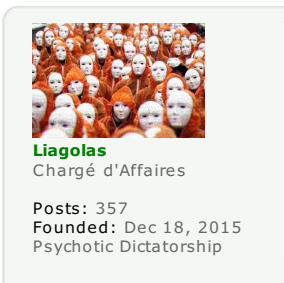 Liagolas
Chargé d'Affaires
Posts: 357
Founded: Dec 18, 2015
Psychotic Dictatorship